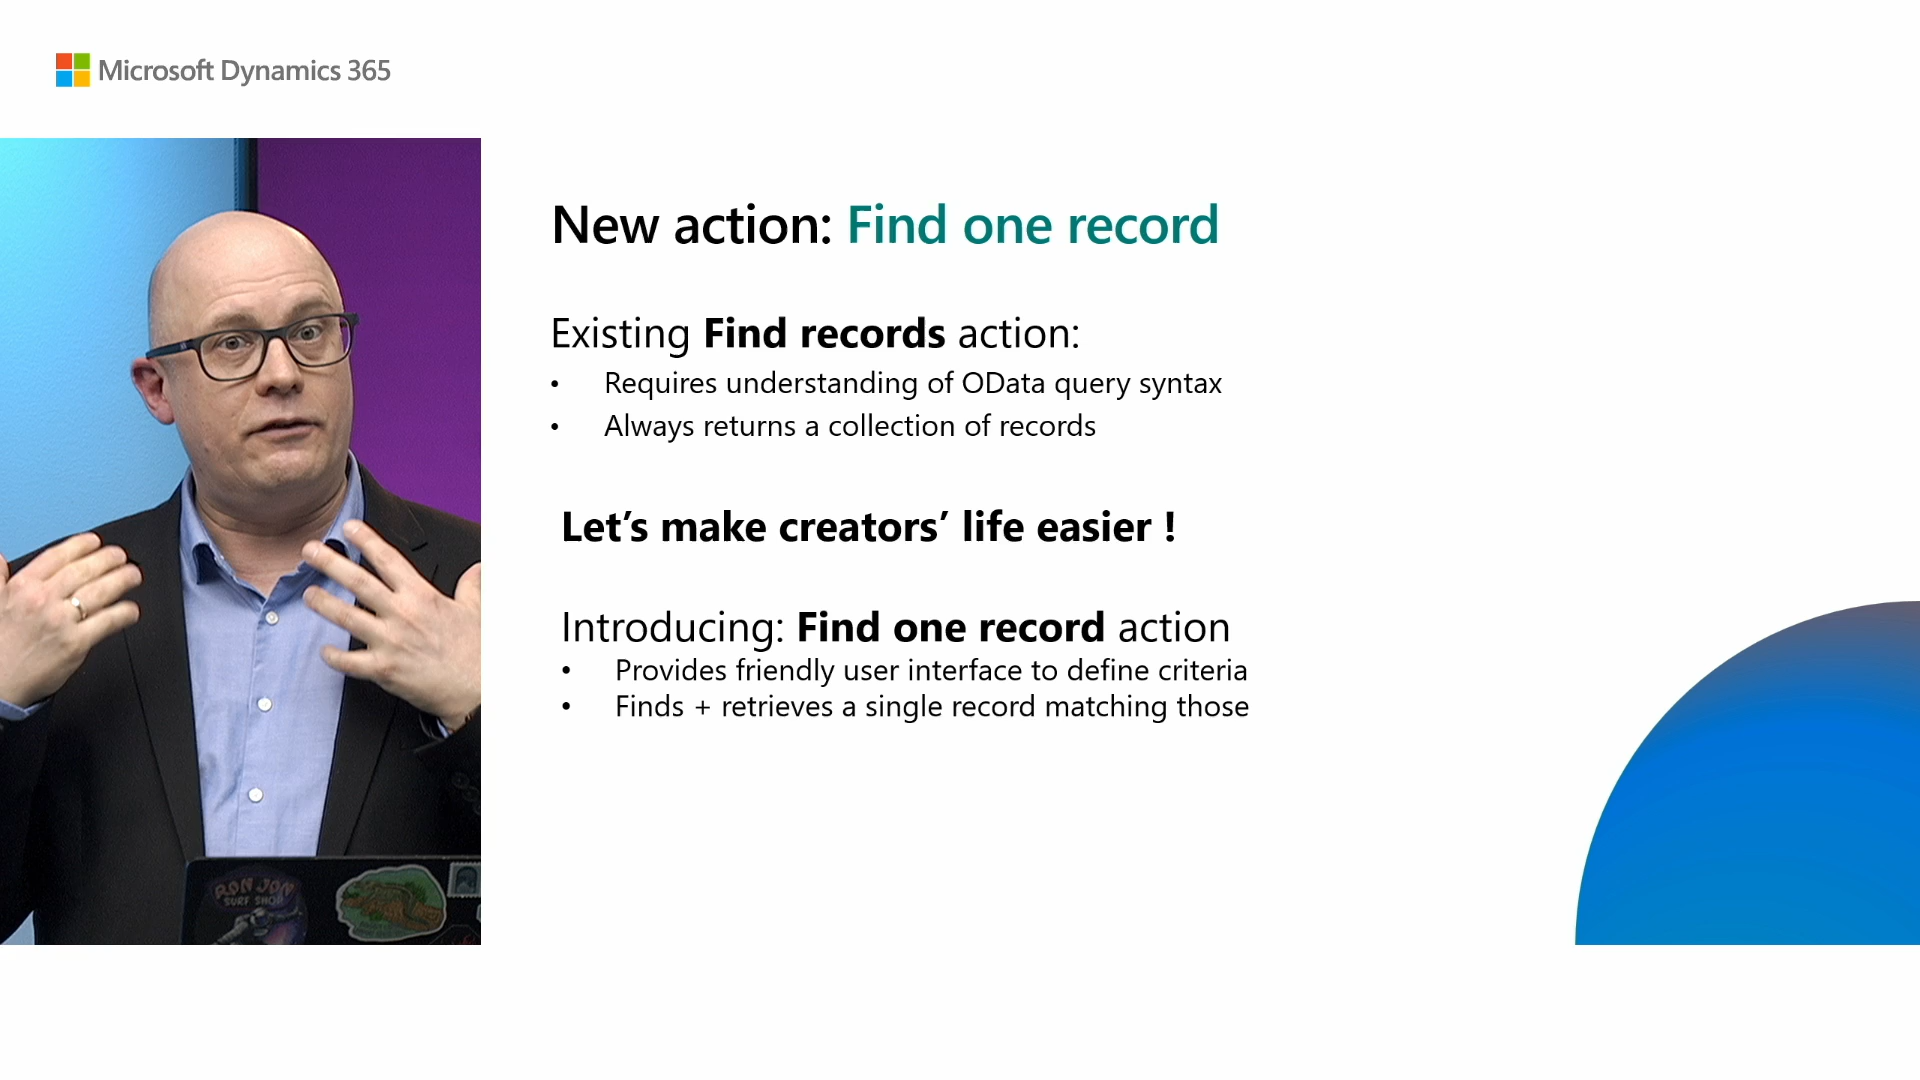 Microsoft Dynamics 365
New action: Find one record
Existing Find records action:
• Requires understanding of OData query syntax
• Always returns a collection of records
Let’s make creators’ life easier !
Introducing: Find one record action
• Provides friendly user interface to define criteria
• Finds + retrieves a single record matching those
RON JON
SURF SHOP